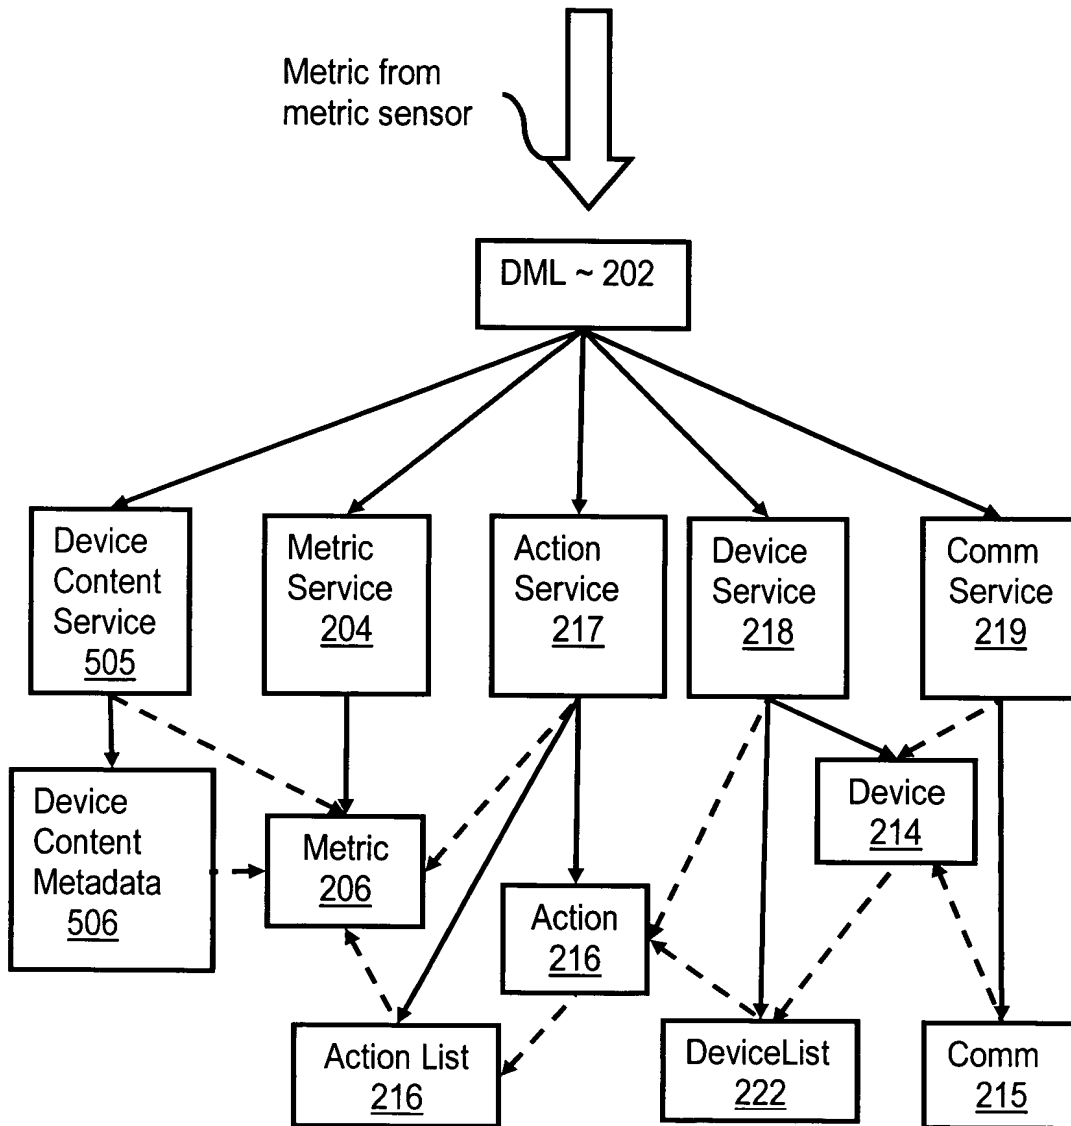 Metric from
metric sensor
DML ~ 202
Device
Content
Service
505
Metric
Service
204
Action
Service
217
Device
Service
218
Comm
Service
219
Device
Content
Metadata
506
Metric
206
Action
216
Device
214
Action List
216
DeviceList
222
Comm
215